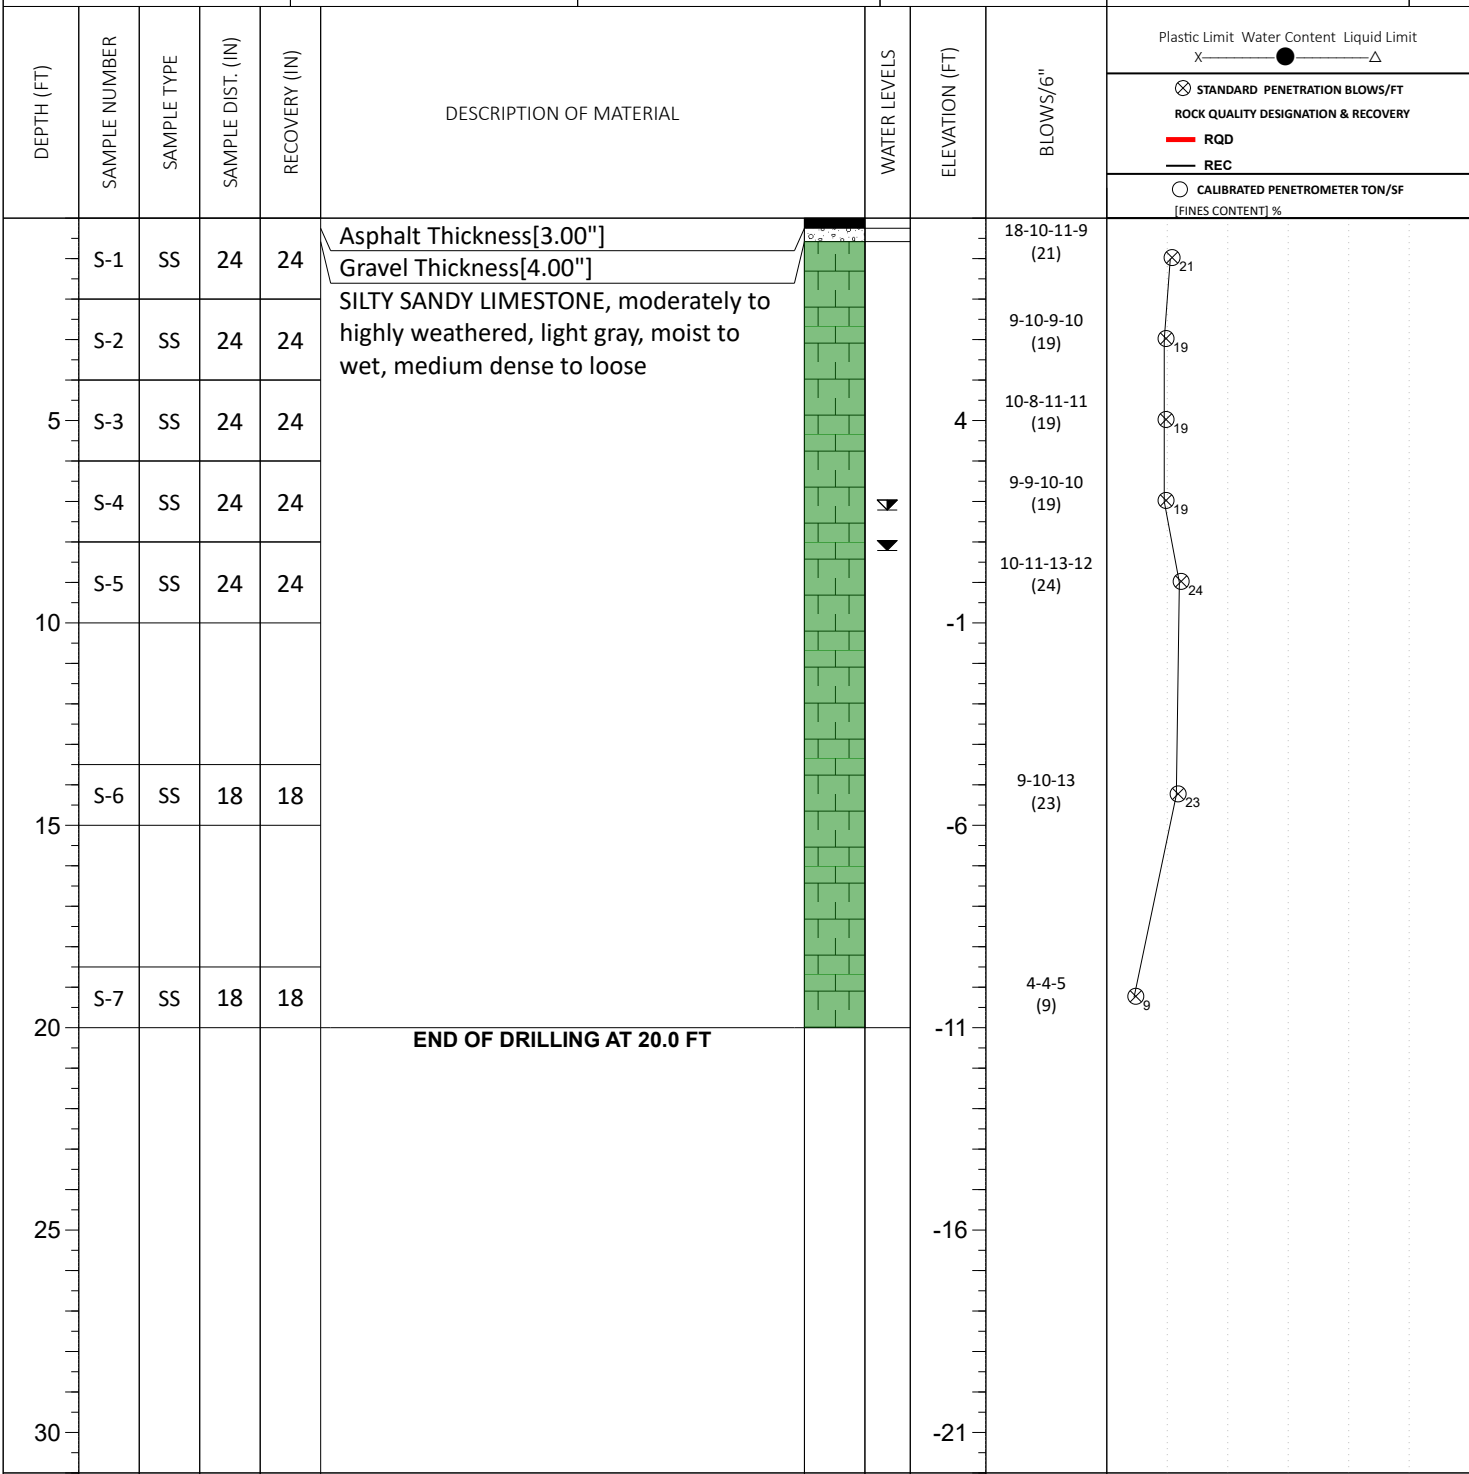 DEPTH (FT)
SAMPLE NUMBER
SAMPLE TYPE
SAMPLE DIST. (IN)
RECOVERY (IN)
DESCRIPTION OF MATERIAL
WATER LEVELS
ELEVATION (FT)
BLOWS/6"
Plastic Limit Water Content Liquid Limit
X
STANDARD PENETRATION BLOWS/FT
ROCK QUALITY DESIGNATION & RECOVERY
RQD
REC
CALIBRATED PENETROMETER TON/SF
[FINES CONTENT] %
Asphalt Thickness[3.00"]
18-10-11-9
S-1 SS 24 24
(21)
21
Gravel Thickness[4.00"]
SILTY SANDY LIMESTONE, moderately to
highly weathered, light gray, moist to
wet, medium dense to loose
S-2 SS 24 24
9-10-9-10
(19)
19
5 S-3 SS 24 24
4
10-8-11-11
(19)
19
S-4 SS 24 24
9-9-10-10
(19)
19
S-5 SS 24 24
10-11-13-12
(24)
24
10
-1
S-6 SS 18 18
9-10-13
(23)
23
15
-6
S-7 SS 18 18
4-4-5
(9)
9
20
-11
END OF DRILLING AT 20.0 FT
25
-16
30
-21